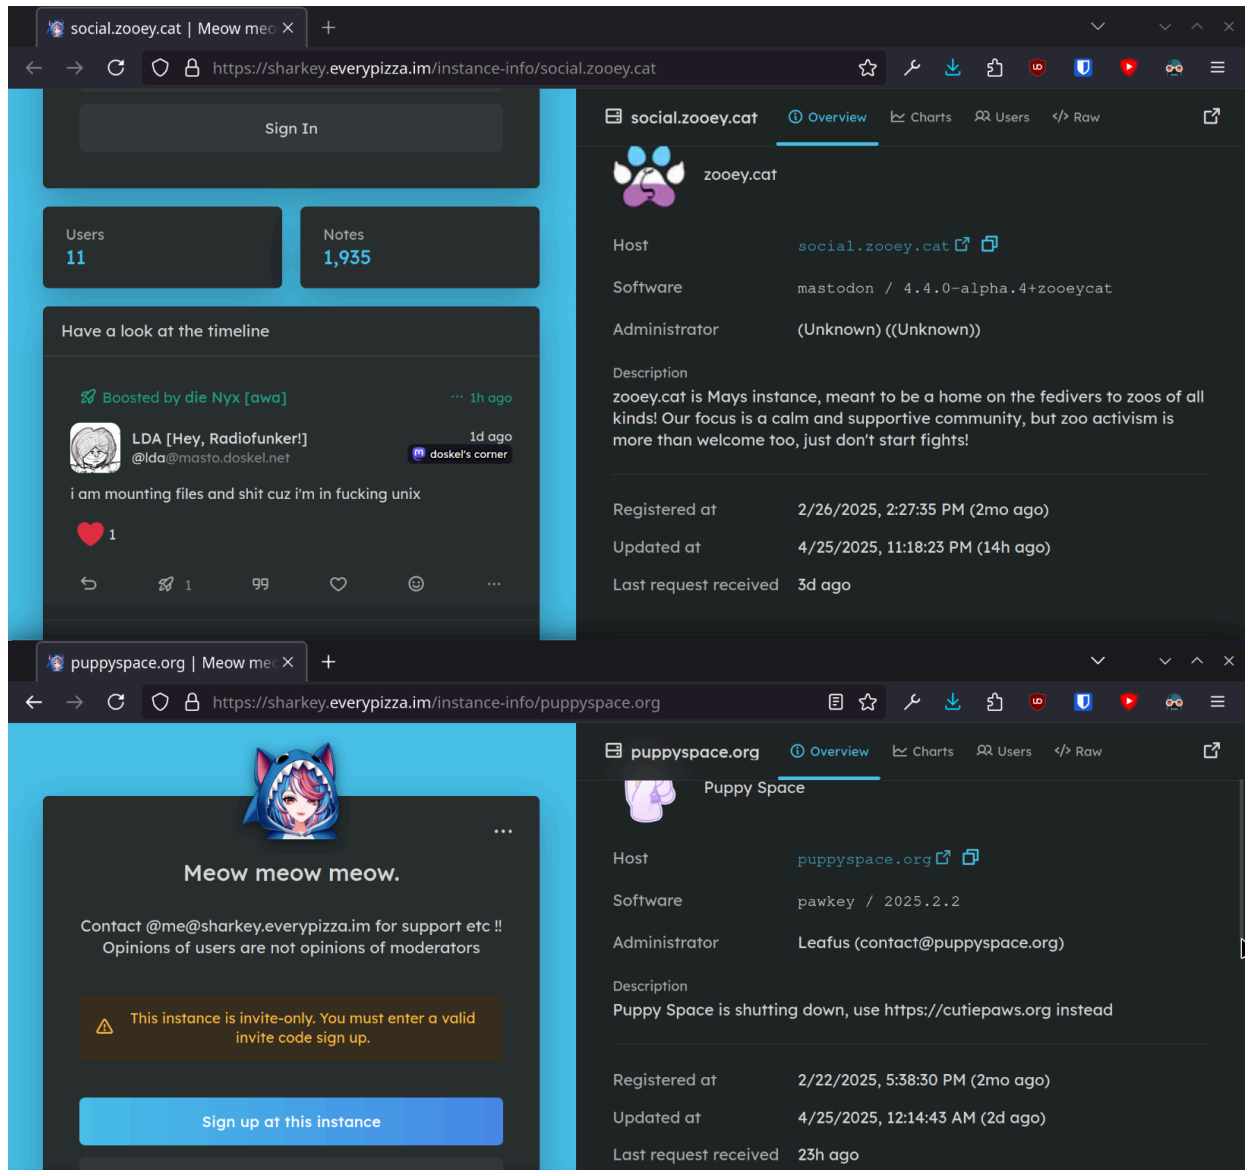 social.zooey.cat | Meow meo
https://sharkey.everypizza.im/instance-info/social.zooey.cat
Sign In
Users
11
Notes
1,935
Have a look at the timeline
Boosted by die Nyx [awa]
1h ago
LDA [Hey, Radiofunker!]
1d ago
@lda@masto.doskel.net
doskel's corner
i am mounting files and shit cuz i'm in fucking unix
1
1
social.zooey.cat
Overview
Charts
Users
Raw
zooey.cat
Host
social.zooey.cat
Software
mastodon / 4.4.0-alpha.4+zooeycat
Administrator
(Unknown) ((Unknown))
Description
zooey.cat is Mays instance, meant to be a home on the fedivers to zoos of all
kinds! Our focus is a calm and supportive community, but zoo activism is
more than welcome too, just don't start fights!
Registered at
2/26/2025, 2:27:35 PM (2mo ago)
Updated at
4/25/2025, 11:18:23 PM (14h ago)
Last request received
3d ago
puppyspace.org | Meow mec
https://sharkey.everypizza.im/instance-info/puppyspace.org
Meow meow meow.
Contact @me@sharkey.everypizza.im for support etc !!
Opinions of users are not opinions of moderators
This instance is invite-only. You must enter a valid
invite code sign up.
Sign up at this instance
puppyspace.org
Overview
Charts
Users
Raw
Puppy Space
Host
puppyspace.org
Software
pawkey / 2025.2.2
Administrator
Leafus (contact@puppyspace.org)
Description
Puppy Space is shutting down, use https://cutiepaws.org instead
Registered at
2/22/2025, 5:38:30 PM (2mo ago)
Updated at
4/25/2025, 12:14:43 AM (2d ago)
Last request received
23h ago